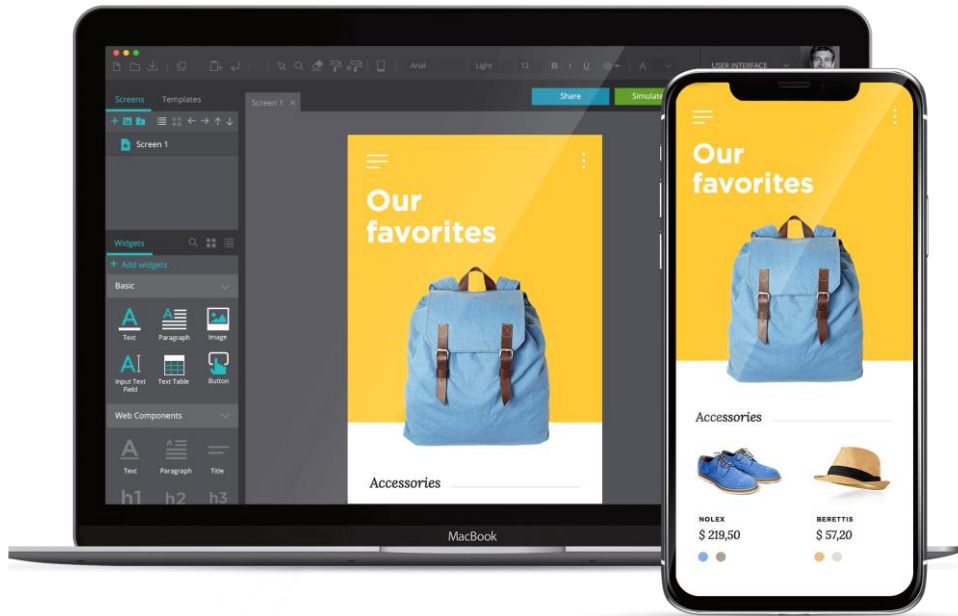 Arial
Light
12
B
I
U
A
USER INTERFACE
Screens
Templates
Screen 1
Share
Simulate
Screen 1
Widgets
+ Add widgets
Basic
A
Text
A
Paragraph
Image
A
Input Text
Field
Text Table
Button
Web Components
A
Text
A
Paragraph
Title
h1
h2
h3
Our
favorites
Accessories
MacBook
Our
favorites
Accessories
NOLEX
$ 219,50
BERETTIS
$ 57,20